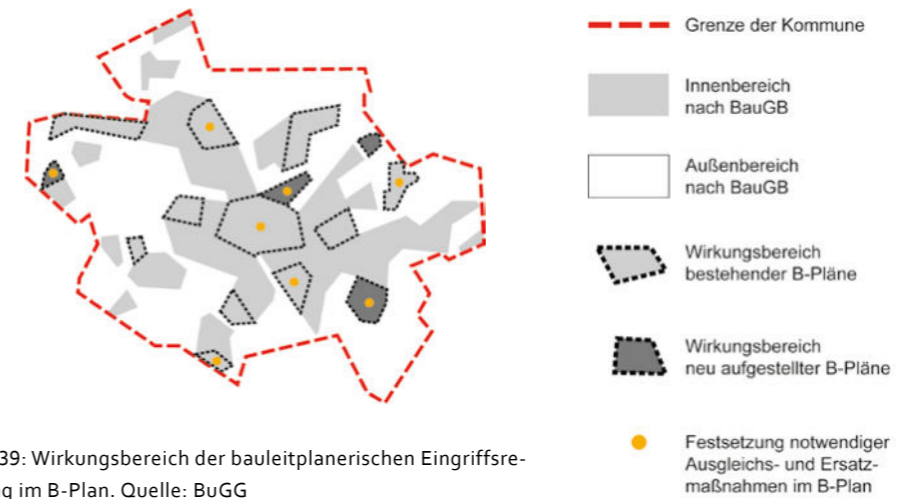 Grenze der Kommune
Innenbereich
nach BauGB
Außenbereich
nach BauGB
Wirkungsbereich
bestehender B-Pläne
Wirkungsbereich
neu aufgestellter B-Pläne
Festsetzung notwendiger
Ausgleichs- und Ersatz-
maßnahmen im B-Plan
39: Wirkungsbereich der bauleitplanerischen Eingriffsre-
g im B-Plan. Quelle: BuGG